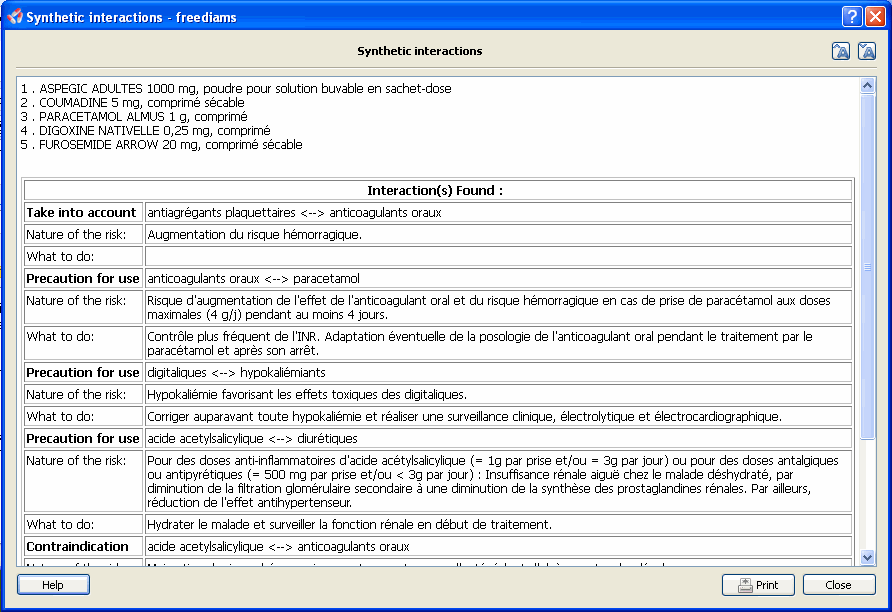 Synthetic interactions - freediams
Synthetic interactions
1 . ASPEGIC ADULTES 1000 mg, poudre pour solution buvable en sachet-dose
2 . COUMADINE 5 mg, comprimé sécable
3 . PARACETAMOL ALMUS 1 g, comprimé
4 . DIGOXINE NATIVELLE 0,25 mg, comprimé
5 . FUROSEMIDE ARROW 20 mg, comprimé sécable
Interaction(s) Found :
Take into account antiagrégants plaquettaires <--> anticoagulants oraux
Nature of the risk: Augmentation du risque hémorragique.
What to do:
Precaution for use anticoagulants oraux <--> paracetamol
Nature of the risk: Risque d'augmentation de l'effet de l'anticoagulant oral et du risque hémorragique en cas de prise de paracétamol aux doses
maximales (4 g/j) pendant au moins 4 jours.
What to do: Contrôle plus fréquent de l'INR. Adaptation éventuelle de la posologie de l'anticoagulant oral pendant le traitement par le
paracétamol et après son arrêt.
Precaution for use digitaliques <--> hypokaliémiants
Nature of the risk: Hypokaliémie favorisant les effets toxiques des digitaliques.
What to do: Corriger auparavant toute hypokaliémie et réaliser une surveillance clinique, électrolytique et électrocardiographique.
Precaution for use acide acetylsalicylique <--> diurétiques
Nature of the risk: Pour des doses anti-inflammatoires d'acide acétylsalicylique (= 1g par prise et/ou = 3g par jour) ou pour des doses antalgiques
ou antipyrétiques (= 500 mg par prise et/ou < 3g par jour) : Insuffisance rénale aiguë chez le malade déshydraté, par
diminution de la filtration glomérulaire secondaire à une diminution de la synthèse des prostaglandines rénales. Par ailleurs,
réduction de l'effet antihypertenseur.
What to do: Hydrater le malade et surveiller la fonction rénale en début de traitement.
Contraindication acide acetylsalicylique <--> anticoagulants oraux
Help Print Close